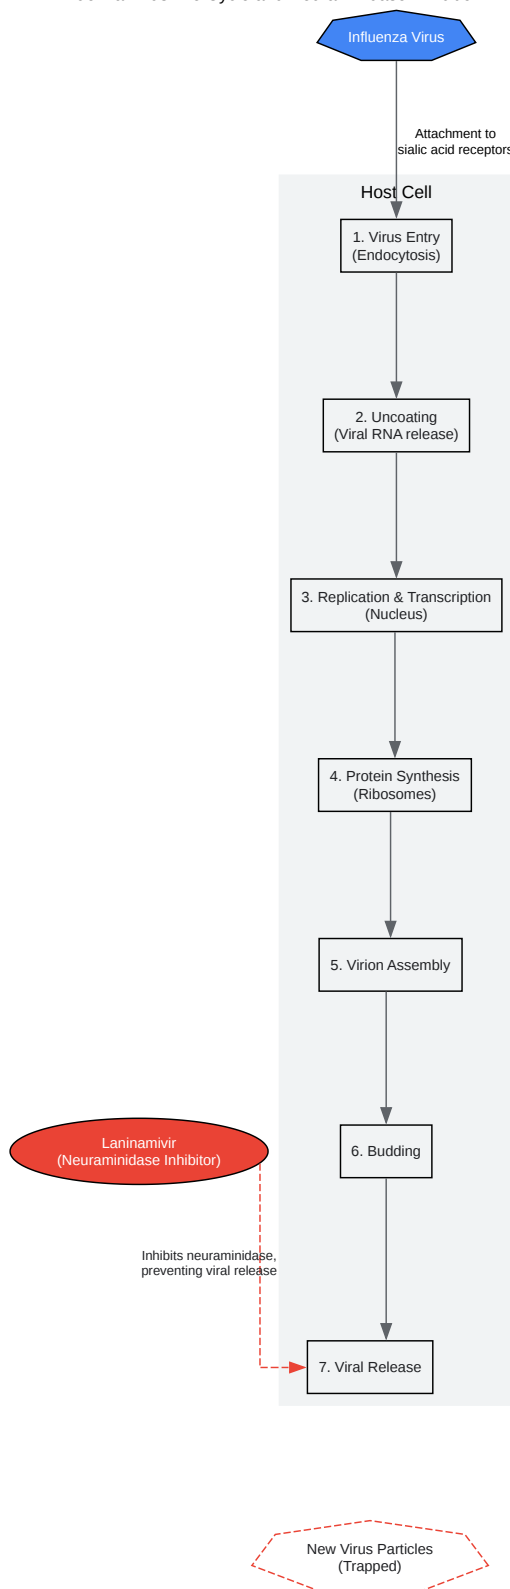 Influenza Virus
Attachment to
sialic acid receptors
Host Cell
1. Virus Entry
(Endocytosis)
2. Uncoating
(Viral RNA release)
3. Replication & Transcription
(Nucleus)
4. Protein Synthesis
(Ribosomes)
5. Virion Assembly
Laninamivir
(Neuraminidase Inhibitor)
6. Budding
Inhibits neuraminidase,
preventing viral release
7. Viral Release
New Virus Particles
(Trapped)